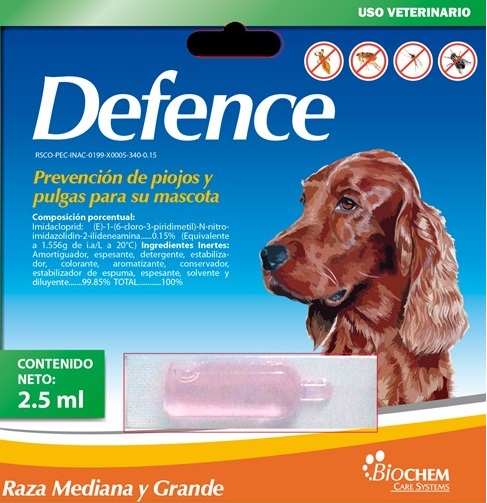 USO VETERINARIO
Defence
RSCO-PEC-INAC-0199-X0005-340-0.15
Prevención de piojos y
pulgas para su mascota
Composición porcentual:
Imidacloprid: (E)-1-(6-cloro-3-piridimetil)-N-nitro-
imidazolidin-2-ilideneamina.....0.15% (Equivalente
a 1.556g de i.a/L a 20°C) Ingredientes Inertes:
Amortiguador, espesante, detergente, estabiliza-
dor, colorante, aromatizante, conservador,
estabilizador de espuma, espesante, solvente y
diluyente.......99.85% TOTAL...........100%
CONTENIDO
NETO:
2.5 ml
BIOCHEM
CARE SYSTEMS
Raza Mediana y Grande